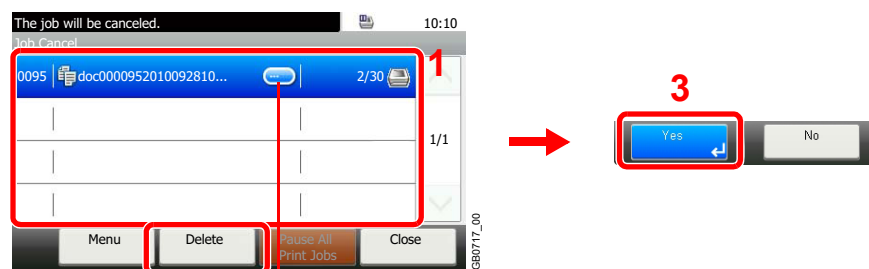 The job will be canceled.
10:10
Job Cancel
0095
doc0000952010092810...
2/30
1
1/1
Menu
Delete
Pause All
Print Jobs
Close
GB0717_00
3
Yes
No